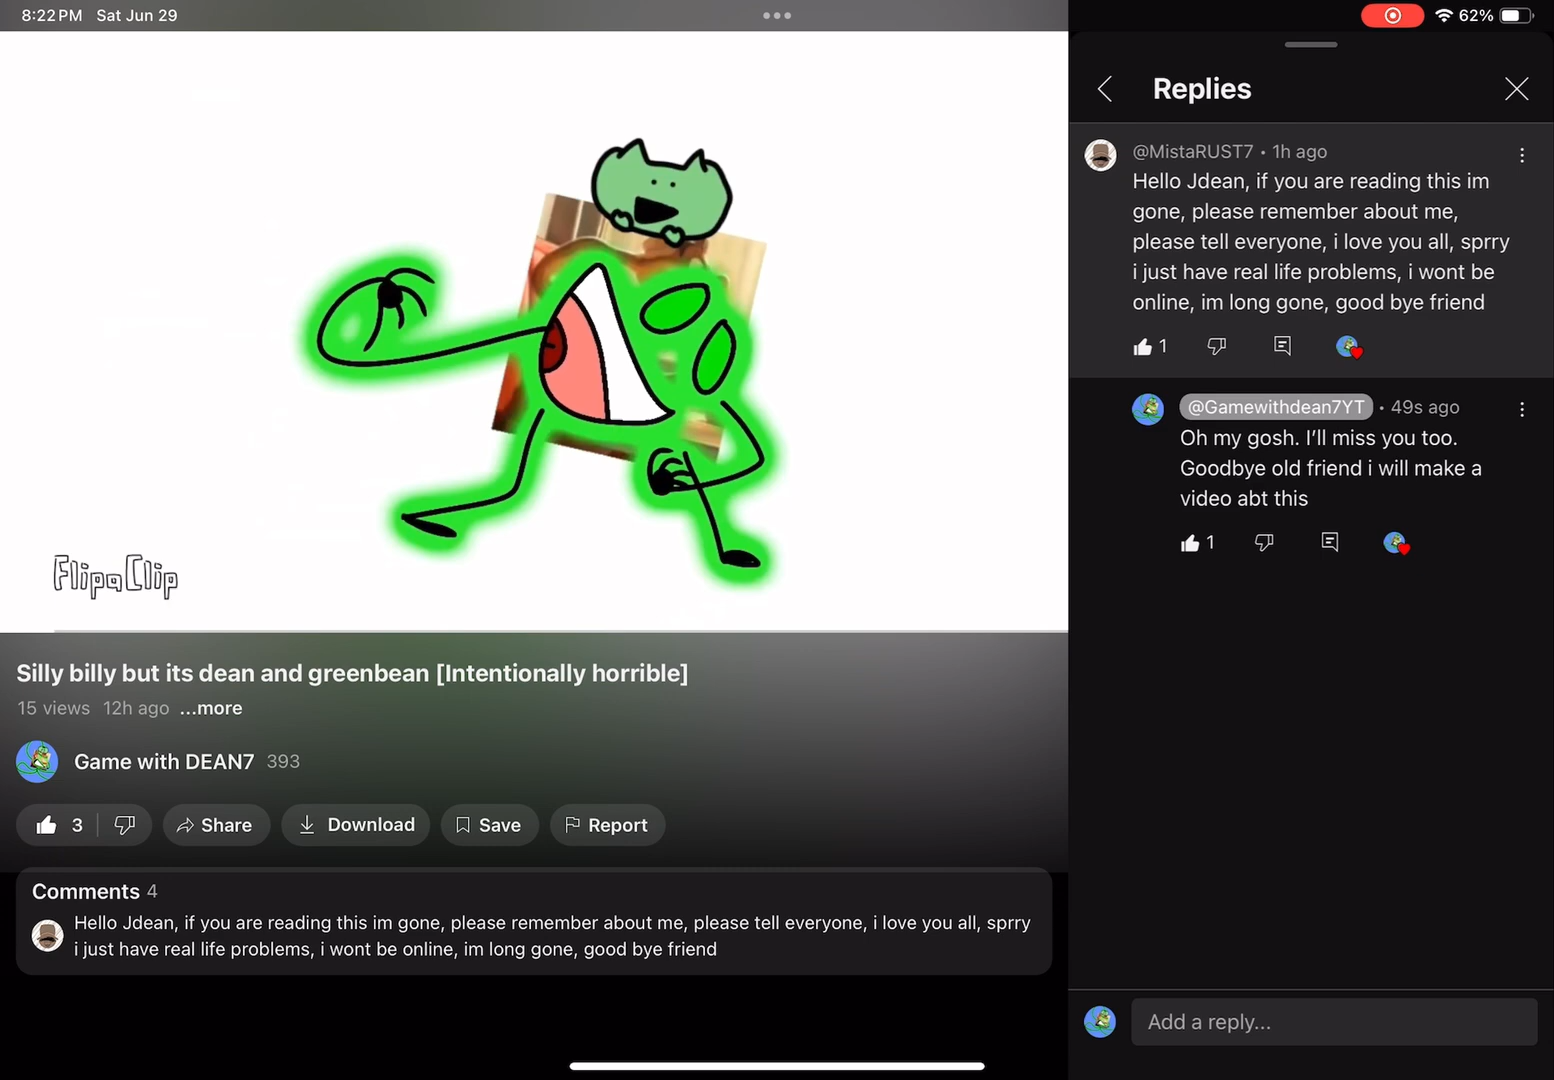 8:22 PM Sat Jun 29
62%
FlipaClip
Silly billy but its dean and greenbean [Intentionally horrible]
15 views 12h ago ...more
Game with DEAN7 393
3 Share Download Save Report
Comments 4
Hello Jdean, if you are reading this im gone, please remember about me, please tell everyone, i love you all, sprry
i just have real life problems, i wont be online, im long gone, good bye friend
Replies
@MistaRUST7 • 1h ago
Hello Jdean, if you are reading this im
gone, please remember about me,
please tell everyone, i love you all, sprry
i just have real life problems, i wont be
online, im long gone, good bye friend
1
@Gamewithdean7YT • 49s ago
Oh my gosh. I’ll miss you too.
Goodbye old friend i will make a
video abt this
1
Add a reply...